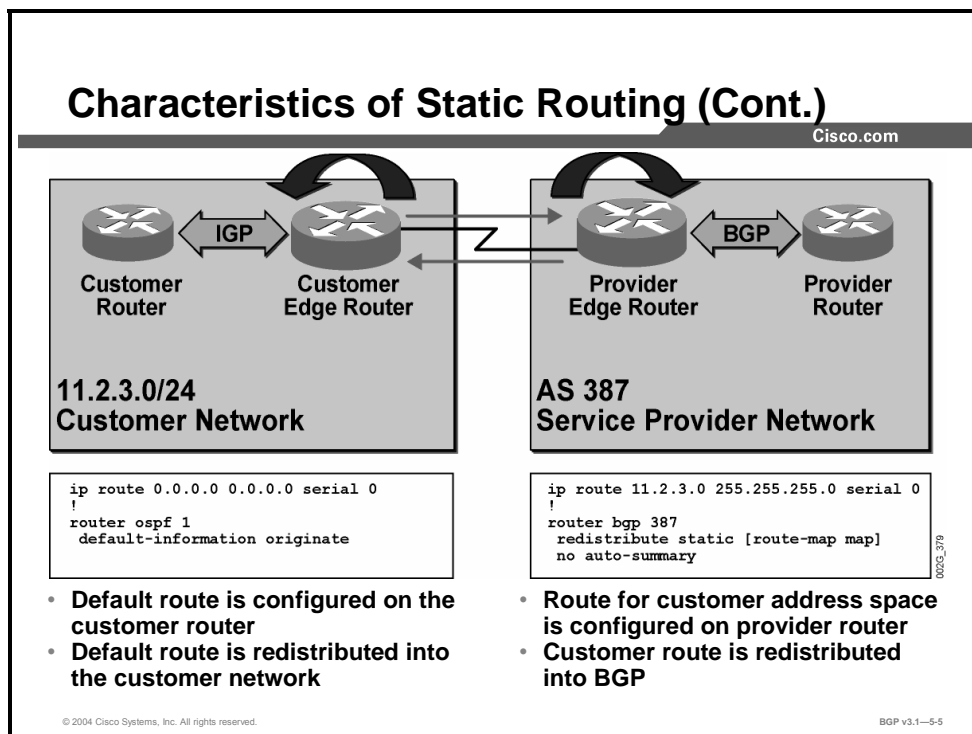 Characteristics of Static Routing (Cont.)
Cisco.com
IGP
BGP
Customer
Router
Customer
Edge Router
Provider
Edge Router
Provider
Router
11.2.3.0/24
Customer Network
AS 387
Service Provider Network
ip route 0.0.0.0 0.0.0.0 serial 0
!
router ospf 1
default-information originate
ip route 11.2.3.0 255.255.255.0 serial 0
!
router bgp 387
redistribute static [route-map map]
no auto-summary
002G_379
• Default route is configured on the
customer router
• Default route is redistributed into
the customer network
• Route for customer address space
is configured on provider router
• Customer route is redistributed
into BGP
© 2004 Cisco Systems, Inc. All rights reserved.
BGP v3.1—5-5